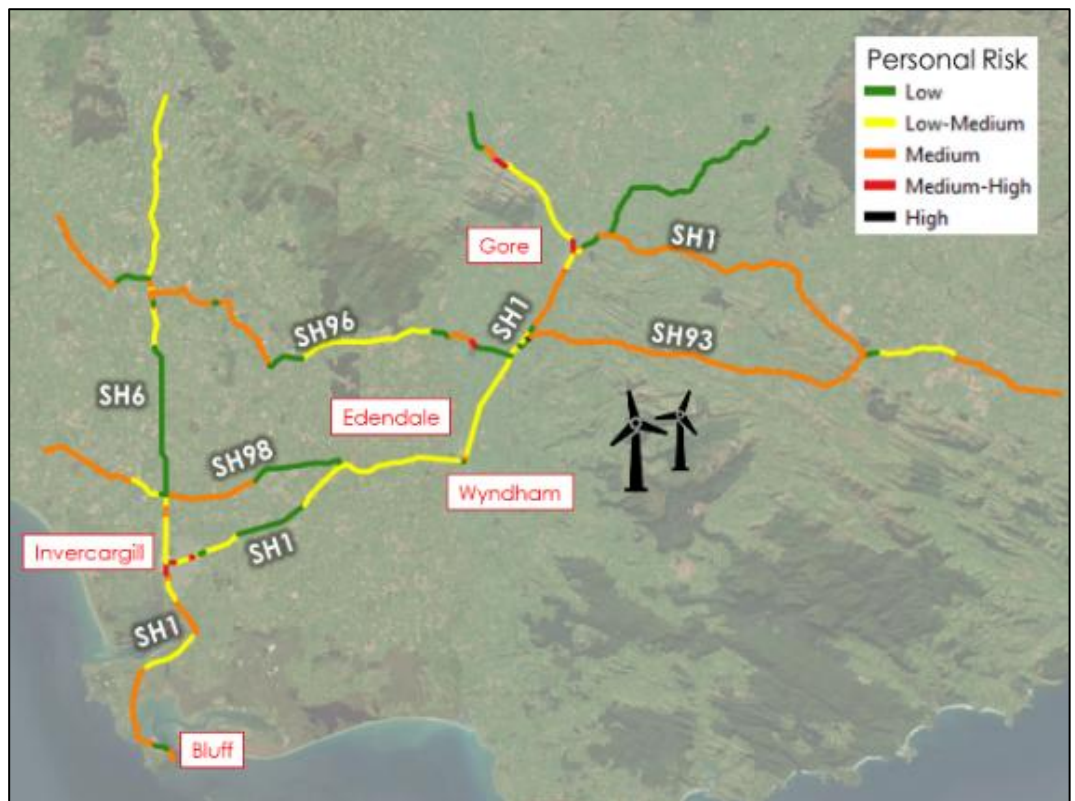 Personal Risk
Low
Low-Medium
Medium
Medium-High
High
Gore
SH1
SH1
SH96
SH93
SH6
Edendale
SH98
Wyndham
Invercargill
SH1
SH1
Bluff